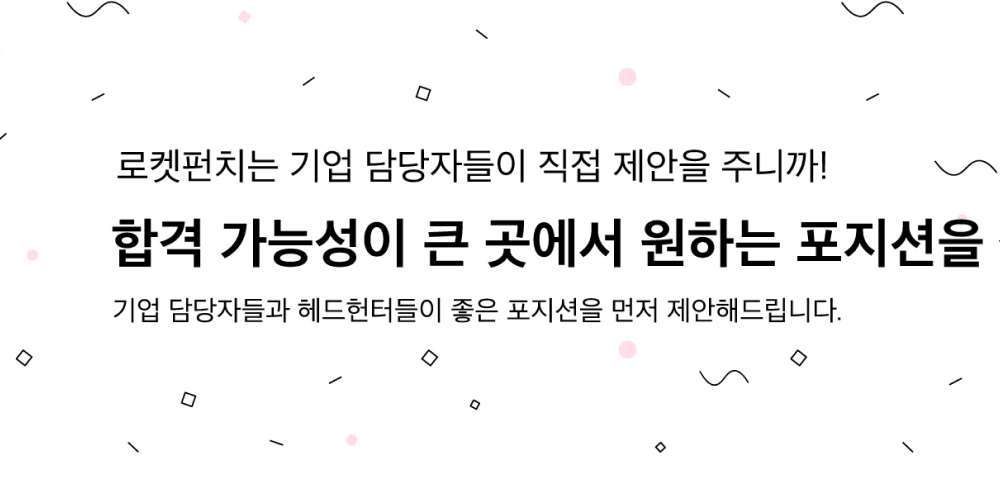 로켓펀치는 기업 담당자들이 직접 제안을 주니까!
합격 가능성이 큰 곳에서 원하는 포지션을
기업 담당자들과 헤드헌터들이 좋은 포지션을 먼저 제안해드립니다.